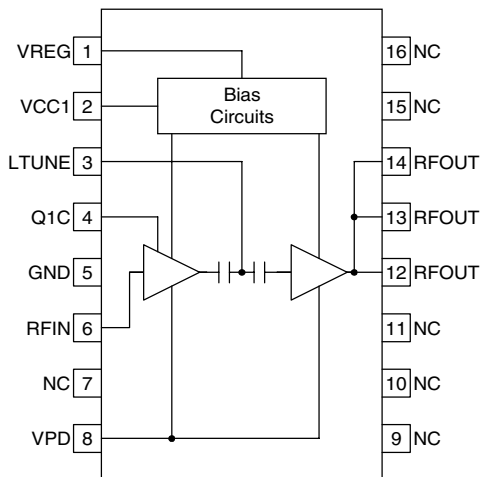 VREG 1
VCC1 2
LTUNE 3
Q1C 4
GND 5
RFIN 6
NC 7
VPD 8
Bias
Circuits
16 NC
15 NC
14 RFOUT
13 RFOUT
12 RFOUT
11 NC
10 NC
9 NC